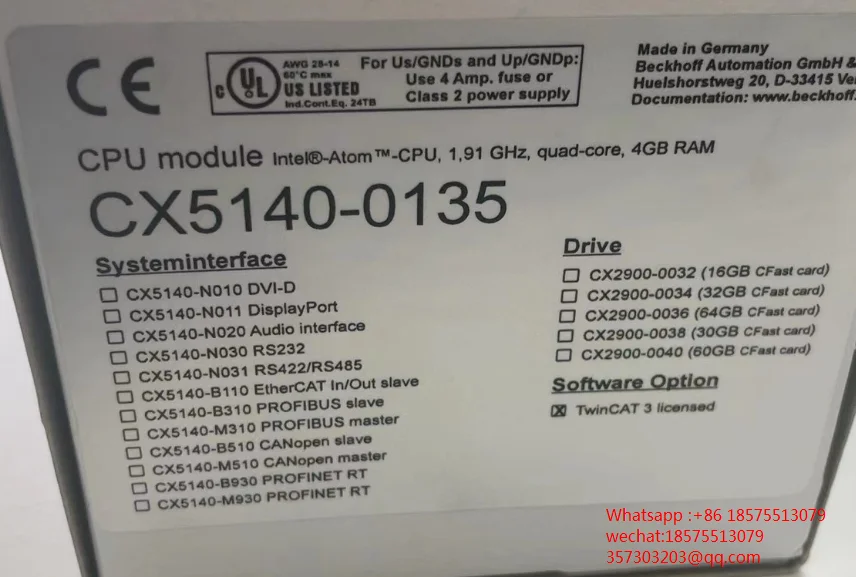 CE
c UL US LISTED
AWG 28-14
60°C max
Ind.Cont.Eq. 24TB
For Us/GNDs and Up/GNDp:
Use 4 Amp. fuse or
Class 2 power supply
Made in Germany
Beckhoff Automation GmbH &
Huelshorstweg 20, D-33415
Documentation: www.beckhoff.
CPU module Intel®-Atom™-CPU, 1,91 GHz, quad-core, 4GB RAM
CX5140-0135
Systeminterface
☐ CX5140-N010 DVI-D
☐ CX5140-N011 DisplayPort
☐ CX5140-N020 Audio interface
☐ CX5140-N030 RS232
☐ CX5140-N031 RS422/RS485
☐ CX5140-B110 EtherCAT In/Out slave
☐ CX5140-B310 PROFIBUS slave
☐ CX5140-M310 PROFIBUS master
☐ CX5140-B510 CANopen slave
☐ CX5140-M510 CANopen master
☐ CX5140-B930 PROFINET RT
☐ CX5140-M930 PROFINET RT
Drive
☐ CX2900-0032 (16GB CFast card)
☐ CX2900-0034 (32GB CFast card)
☐ CX2900-0036 (64GB CFast card)
☐ CX2900-0038 (30GB CFast card)
☐ CX2900-0040 (60GB CFast card)
Software Option
☒ TwinCAT 3 licensed
Whatsapp :+86 18575513079
wechat:18575513079
357303203@qq.com